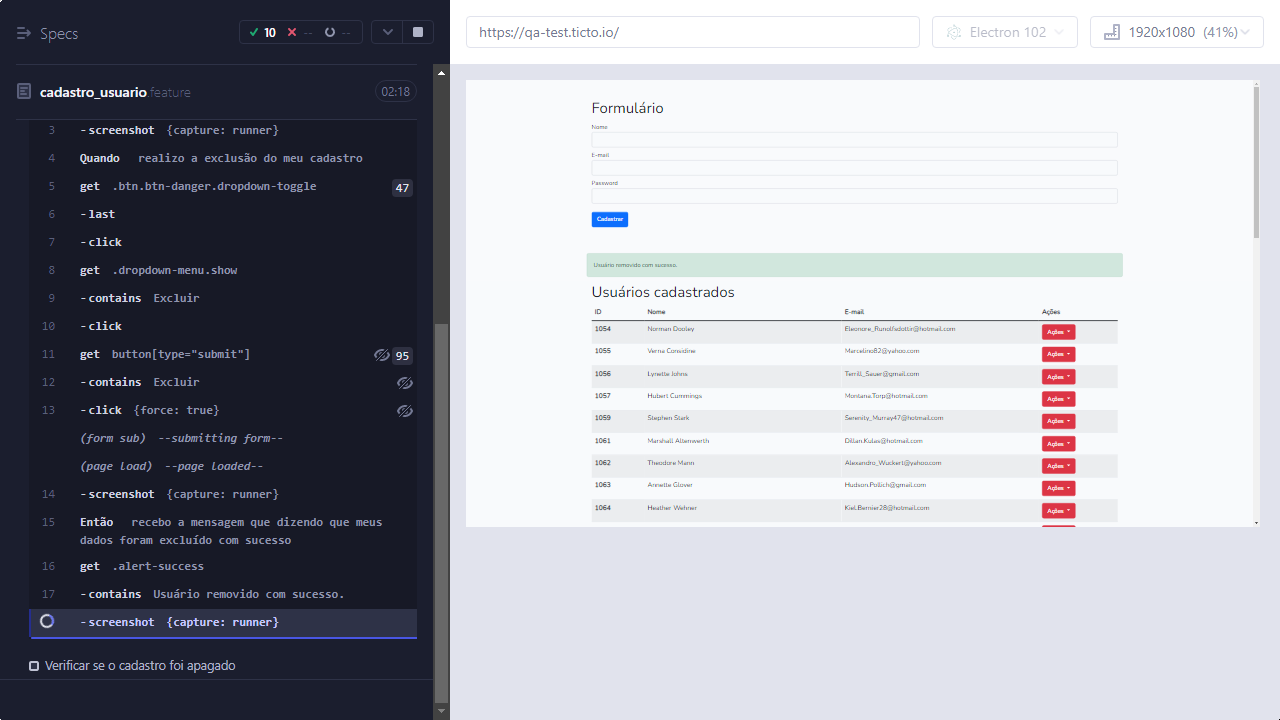 Specs
10 -- --
cadastro_usuario.feature 02:18
3 -screenshot {capture: runner}
4 Quando realizo a exclusão do meu cadastro
5 get .btn.btn-danger.dropdown-toggle 47
6 -last
7 -click
8 get .dropdown-menu.show
9 -contains Excluir
10 -click
11 get button[type="submit"] 95
12 -contains Excluir
13 -click {force: true}
(form sub) --submitting form--
(page load) --page loaded--
14 -screenshot {capture: runner}
15 Então recebo a mensagem que dizendo que meus
dados foram excluído com sucesso
16 get .alert-success
17 -contains Usuário removido com sucesso.
-screenshot {capture: runner}
Verificar se o cadastro foi apagado
https://qa-test.ticto.io/
Electron 102
1920x1080 (41%)
Formulário
Nome
E-mail
Password
Cadastrar
Usuário removido com sucesso.
Usuários cadastrados
ID Nome E-mail Ações
1054 Norman Dooley Eleonore_Runolfsdottir@hotmail.com Ações
1055 Verna Considine Marcelino82@yahoo.com Ações
1056 Lynette Johns Terrill_Sauer@gmail.com Ações
1057 Hubert Cummings Montana.Torp@hotmail.com Ações
1059 Stephen Stark Serenity_Murray47@hotmail.com Ações
1061 Marshall Altenwerth Dillan.Kulas@hotmail.com Ações
1062 Theodore Mann Alexandro_Wuckert@yahoo.com Ações
1063 Annette Glover Hudson.Pollich@gmail.com Ações
1064 Heather Wehner Kiel.Bernier28@hotmail.com Ações